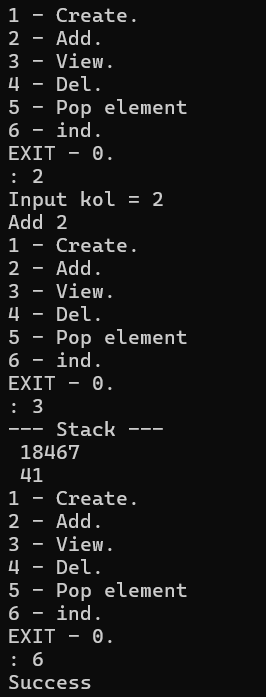 1 - Create.
2 - Add.
3 - View.
4 - Del.
5 - Pop element
6 - ind.
EXIT - 0.
: 2
Input kol = 2
Add 2
1 - Create.
2 - Add.
3 - View.
4 - Del.
5 - Pop element
6 - ind.
EXIT - 0.
: 3
--- Stack ---
 18467
 41
1 - Create.
2 - Add.
3 - View.
4 - Del.
5 - Pop element
6 - ind.
EXIT - 0.
: 6
Success